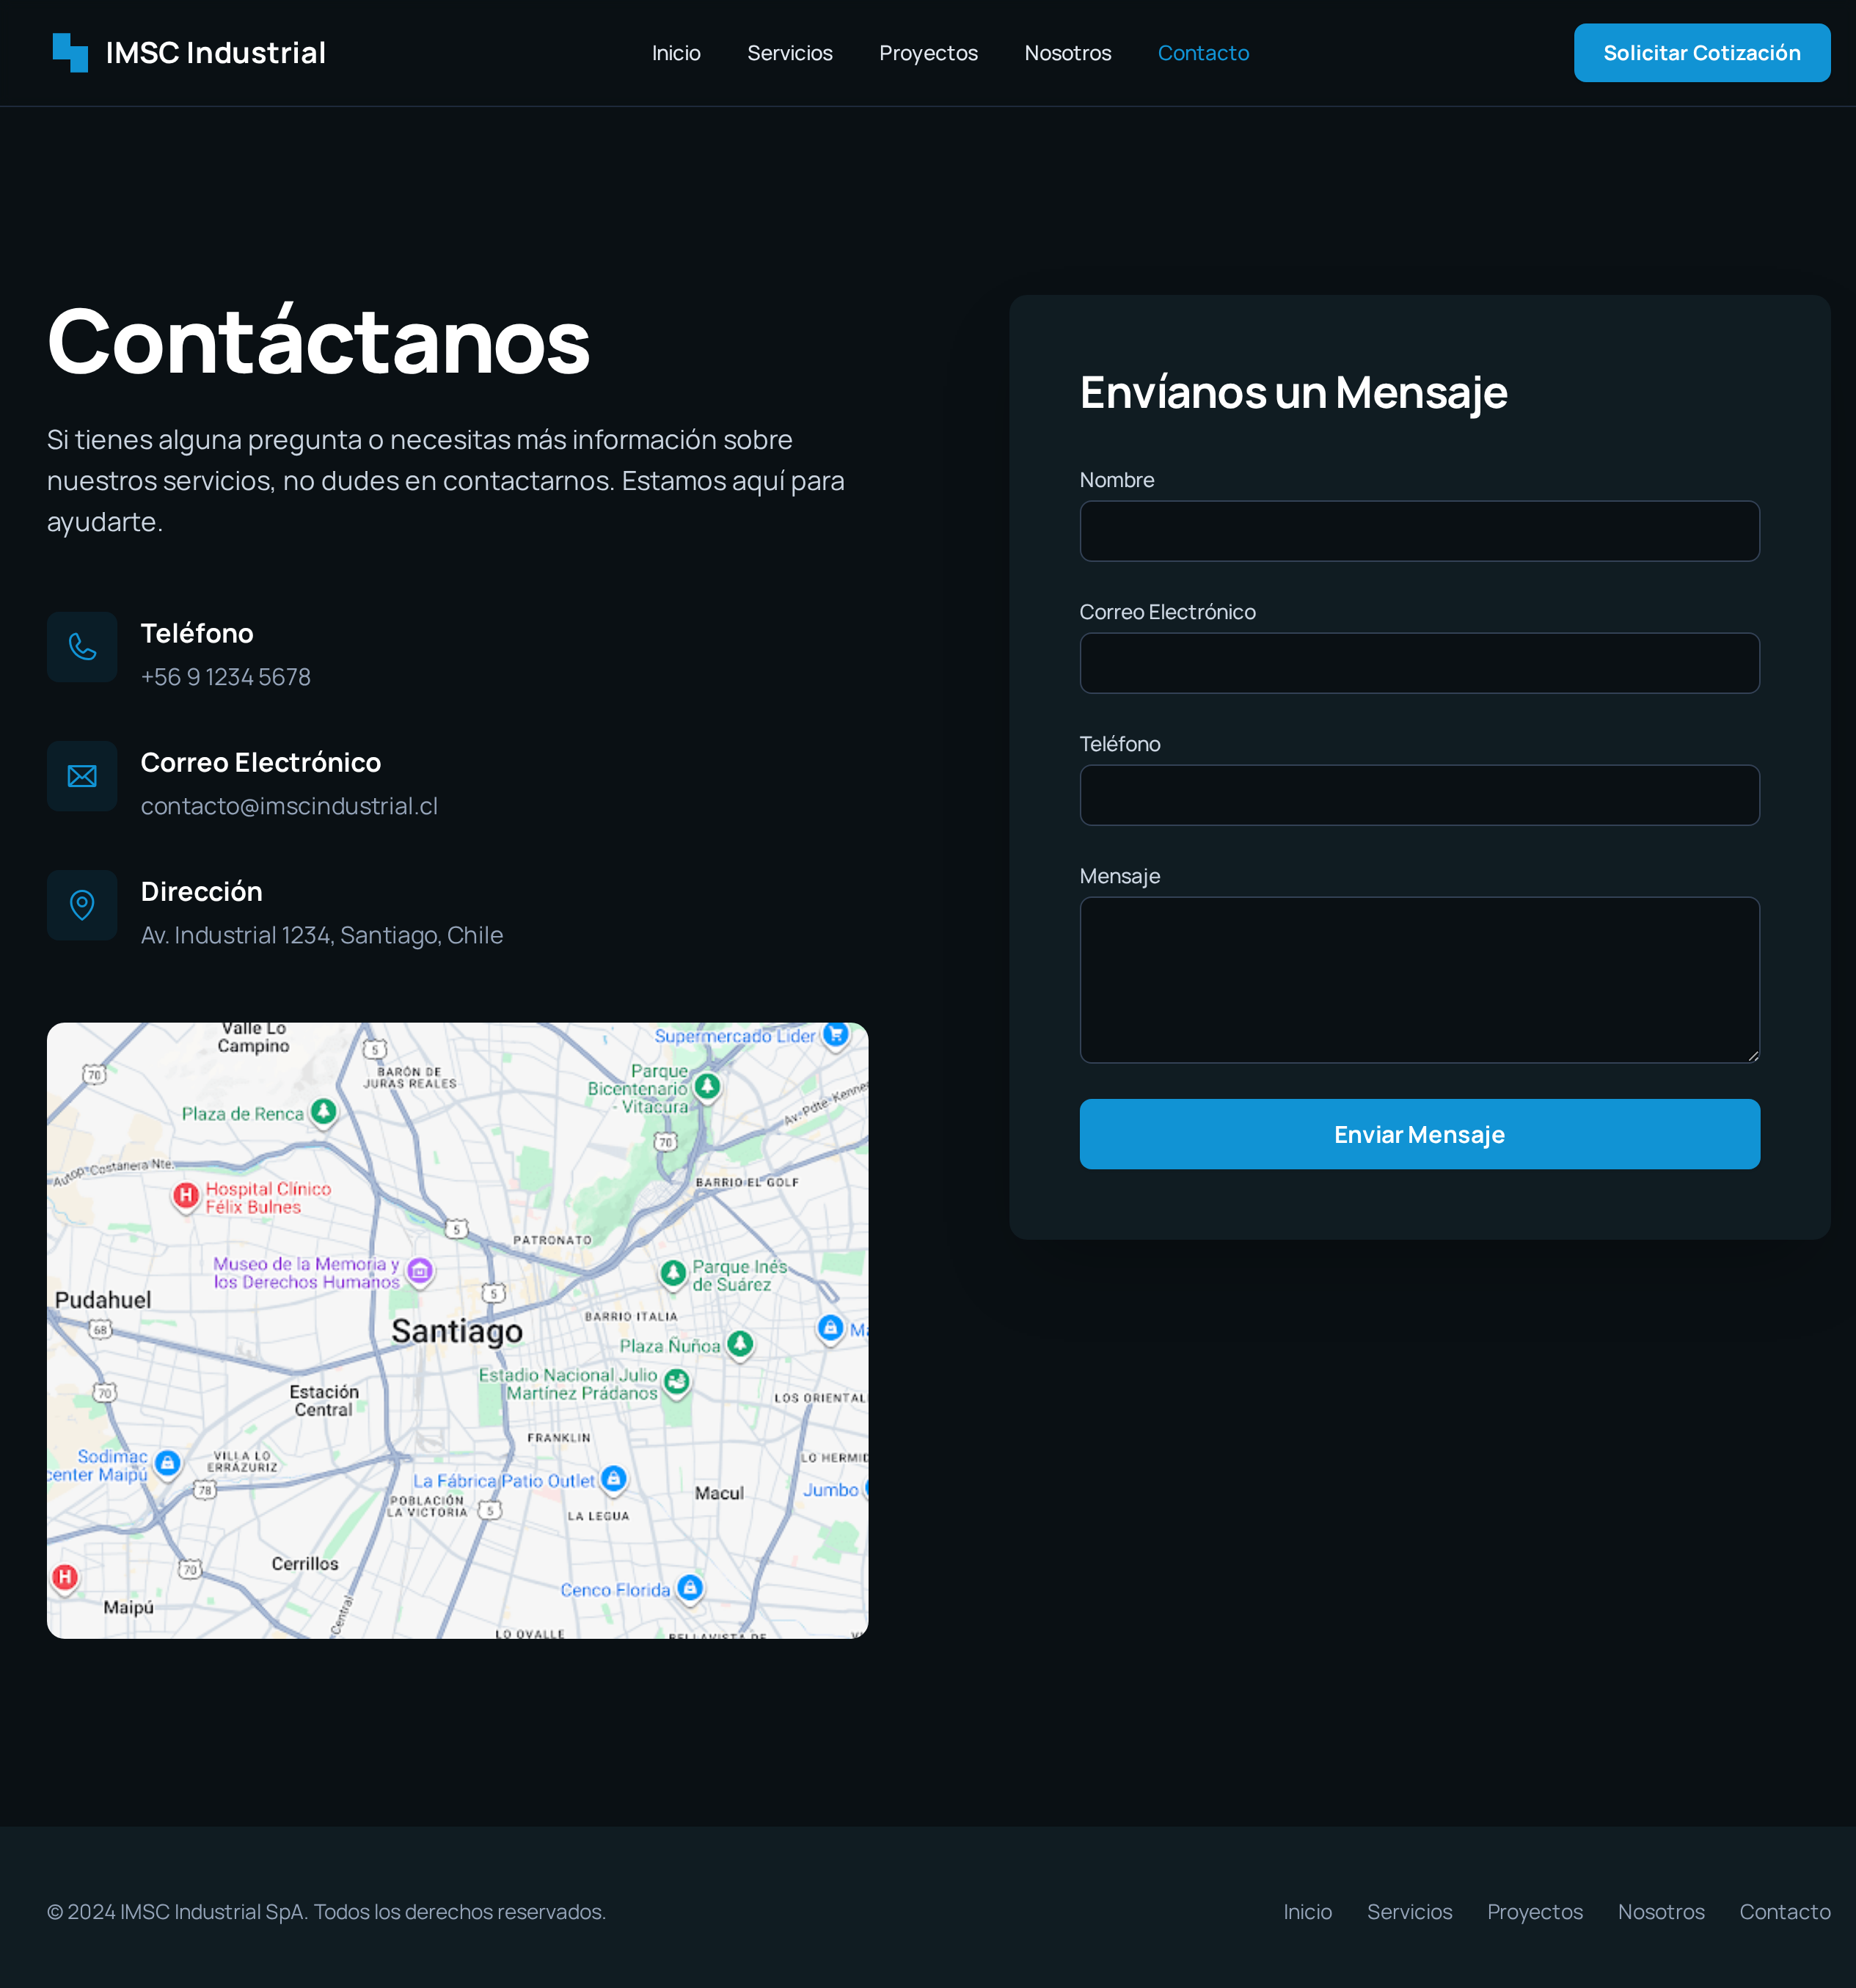 IMSC Industrial
Inicio
Servicios
Proyectos
Nosotros
Contacto
Solicitar Cotización
Contáctanos
Si tienes alguna pregunta o necesitas más información sobre
nuestros servicios, no dudes en contactarnos. Estamos aquí para
ayudarte.
Teléfono
+56 9 1234 5678
Correo Electrónico
contacto@imscindustrial.cl
Dirección
Av. Industrial 1234, Santiago, Chile
Valle Lo
Campino
5
Supermercado Lider
70
BARÓN DE
JURAS REALES
Parque
Bicentenario
- Vitacura
Plaza de Renca
Av. Pdte. Kenne
70
Autop. Costanera Nte.
BARRIO EL GOLF
H
Hospital Clínico
Félix Bulnes
5
PATRONATO
Museo de la Memoria y
los Derechos Humanos
Parque Inés
de Suárez
5
Pudahuel
68
BARRIO ITALIA
Santiago
Ma
Plaza Ñuñoa
Estadio Nacional Julio
Martínez Prádanos
70
Estación
Central
LOS ORIENTAL
FRANKLIN
Sodimac
center Maipú
VILLA LO
ERRÁZURIZ
LO HERMID
La Fábrica Patio Outlet
78
Macul
Jumbo
POBLACIÓN
LA VICTORIA
5
LA LEGUA
70
Cerrillos
H
Cenco Florida
Maipú
Central
LO OVALLE
BELLAVISTA DE
Envíanos un Mensaje
Nombre
Correo Electrónico
Teléfono
Mensaje
Enviar Mensaje
© 2024 IMSC Industrial SpA. Todos los derechos reservados.
Inicio
Servicios
Proyectos
Nosotros
Contacto